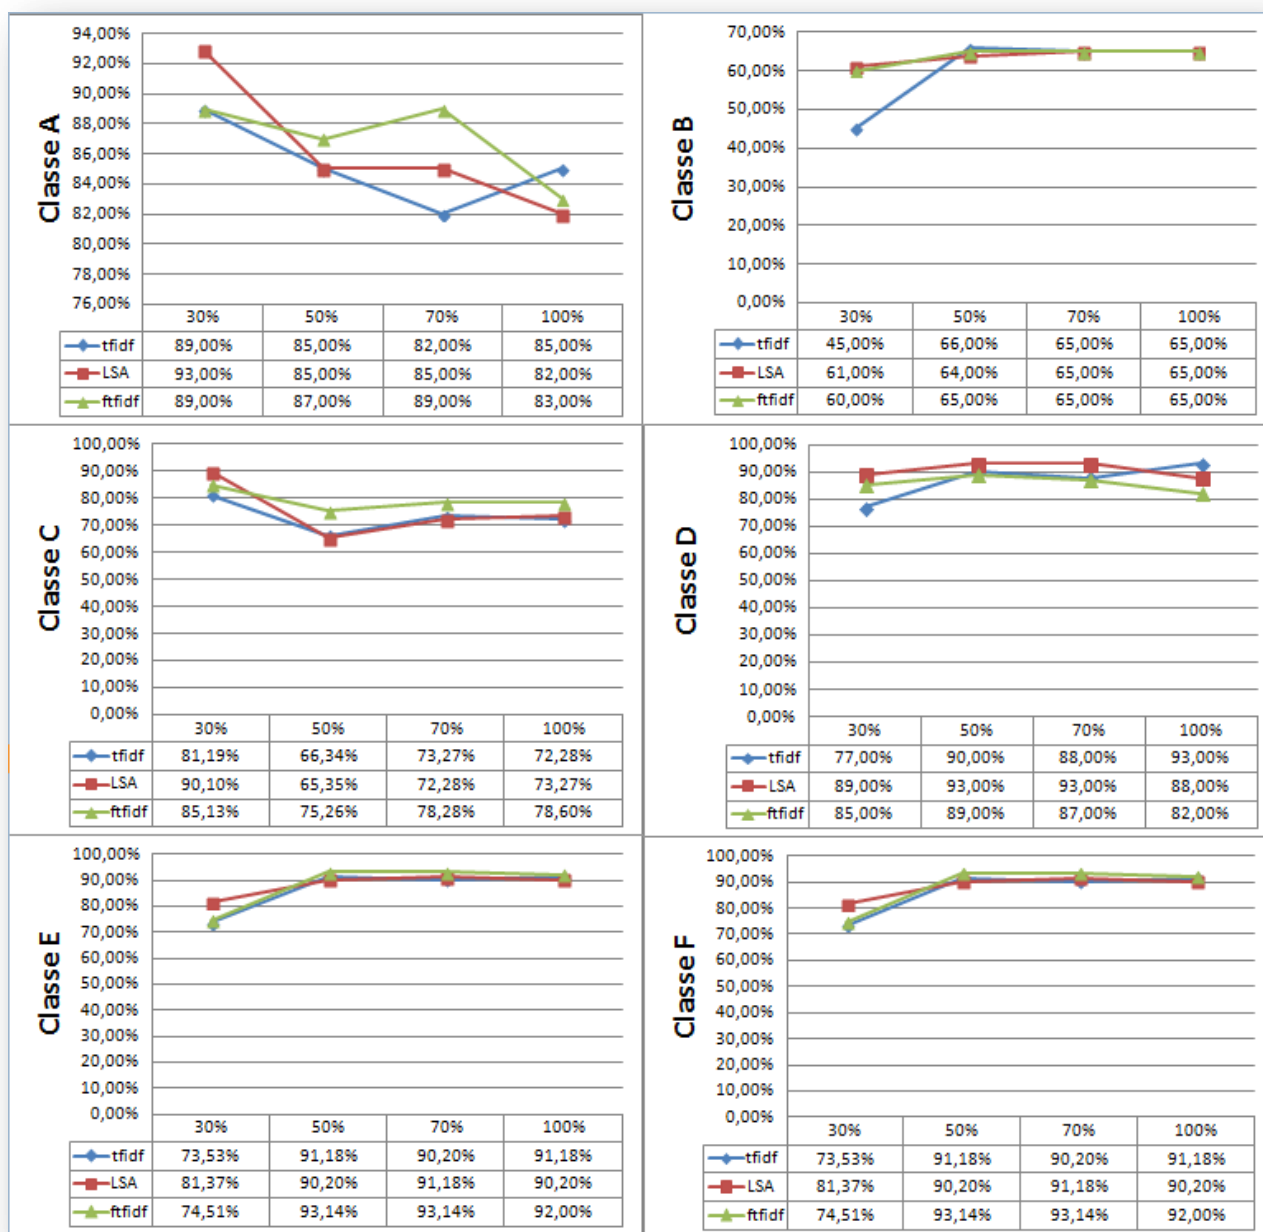 Classe A
94,00%
92,00%
90,00%
88,00%
86,00%
84,00%
82,00%
80,00%
78,00%
76,00%
30% 50% 70% 100%
tfidf 89,00% 85,00% 82,00% 85,00%
LSA 93,00% 85,00% 85,00% 82,00%
ftfidf 89,00% 87,00% 89,00% 83,00%
Classe B
70,00%
60,00%
50,00%
40,00%
30,00%
20,00%
10,00%
0,00%
30% 50% 70% 100%
tfidf 45,00% 66,00% 65,00% 65,00%
LSA 61,00% 64,00% 65,00% 65,00%
ftfidf 60,00% 65,00% 65,00% 65,00%
Classe C
100,00%
90,00%
80,00%
70,00%
60,00%
50,00%
40,00%
30,00%
20,00%
10,00%
0,00%
30% 50% 70% 100%
tfidf 81,19% 66,34% 73,27% 72,28%
LSA 90,10% 65,35% 72,28% 73,27%
ftfidf 85,13% 75,26% 78,28% 78,60%
Classe D
100,00%
90,00%
80,00%
70,00%
60,00%
50,00%
40,00%
30,00%
20,00%
10,00%
0,00%
30% 50% 70% 100%
tfidf 77,00% 90,00% 88,00% 93,00%
LSA 89,00% 93,00% 93,00% 88,00%
ftfidf 85,00% 89,00% 87,00% 82,00%
Classe E
100,00%
90,00%
80,00%
70,00%
60,00%
50,00%
40,00%
30,00%
20,00%
10,00%
0,00%
30% 50% 70% 100%
tfidf 73,53% 91,18% 90,20% 91,18%
LSA 81,37% 90,20% 91,18% 90,20%
ftfidf 74,51% 93,14% 93,14% 92,00%
Classe F
100,00%
90,00%
80,00%
70,00%
60,00%
50,00%
40,00%
30,00%
20,00%
10,00%
0,00%
30% 50% 70% 100%
tfidf 73,53% 91,18% 90,20% 91,18%
LSA 81,37% 90,20% 91,18% 90,20%
ftfidf 74,51% 93,14% 93,14% 92,00%